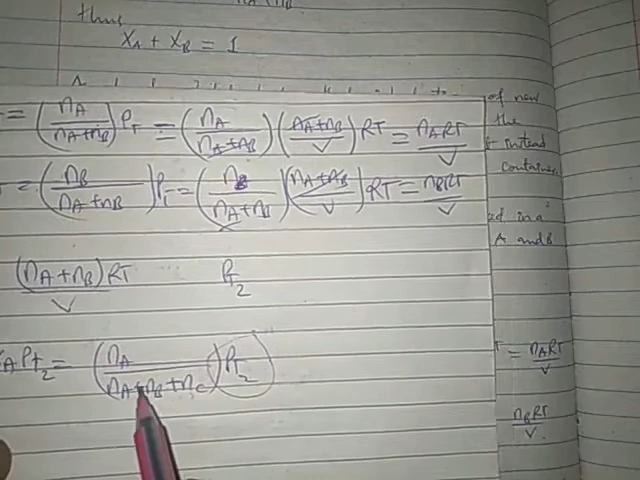 thus
X_A + X_B = 1
= (n_A / n_A+n_B) P_T = (n_A / n_A+n_B) (n_A+n_B / V) RT = n_A RT / V
= (n_B / n_A+n_B) P_T = (n_B / n_A+n_B) (n_A+n_B / V) RT = n_B RT / V
(n_A+n_B) RT / V P_T2
X_A P_T2 = (n_A / n_A+n_B+n_C) P_T2
of new
the
instead
container
ed in a
A and B
= n_A RT / V
n_B RT / V